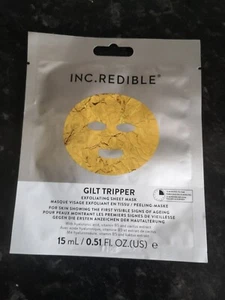 INC.REDIBLE®
GILT TRIPPER
EXFOLIATING SHEET MASK
MASQUE VISAGE EXFOLIANT EN TISSU / PEELING-MASKE
FOR SKIN SHOWING THE FIRST VISIBLE SIGNS OF AGEING
POUR PEAUX MONTRANT LES PREMIERS SIGNES DE VIEILLESSE
GEGEN DIE ERSTEN ANZEICHEN DER HAUTALTERUNG
15 mL / 0.51 FL.OZ.(US) e